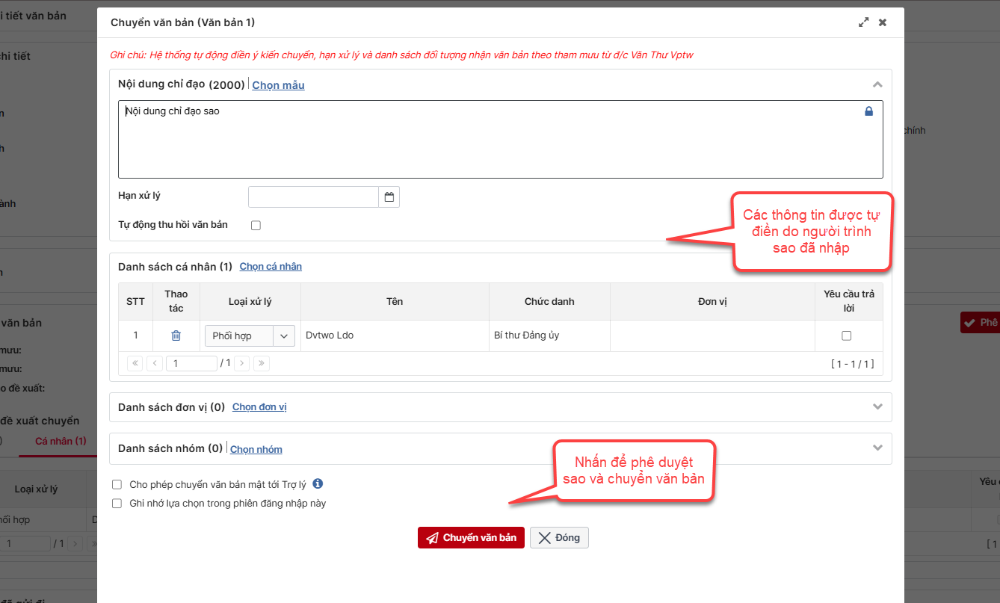 i tiết văn bản
Chuyển văn bản (Văn bản 1)
chi tiết
Ghi chú: Hệ thống tự động điền ý kiến chuyển, hạn xử lý và danh sách đối tượng nhận văn bản theo tham mưu từ đ/c Văn Thư Vptw
Nội dung chỉ đạo (2000) Chọn mẫu
Nội dung chỉ đạo sao
chính
Hạn xử lý
ành
Tự động thu hồi văn bản
Các thông tin được tự
điền do người trình
sao đã nhập
Danh sách cá nhân (1) Chọn cá nhân
STT Thao tác Loại xử lý Tên Chức danh Đơn vị Yêu cầu trả lời
1 Phối hợp Dvtwo Ldo Bí thư Đảng ủy
« ‹ 1 / 1 › » [ 1 - 1 / 1 ]
văn bản
Phê
mưu:
mưu:
o đề xuất:
Danh sách đơn vị (0) Chọn đơn vị
đề xuất chuyển
) Cá nhân (1)
Danh sách nhóm (0) Chọn nhóm
Nhấn để phê duyệt
sao và chuyển văn bản
Cho phép chuyển văn bản mật tới Trợ lý
Loại xử lý
Yêu
Ghi nhớ lựa chọn trong phiên đăng nhập này
hối hợp D
1 / 1 › » [ 1
Chuyển văn bản Đóng
đã gửi đi